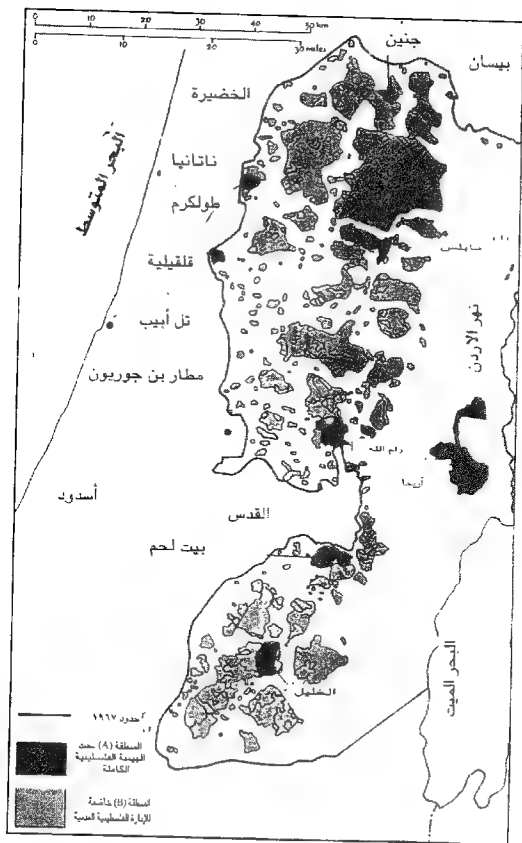 0 10 20 30 40 50 km
0 10 20 30 miles
جنين
بيسان
الخضيرة
ناتانيا
البحر المتوسط
طولكرم
نابلس
قلقيلية
تل أبيب
نهر الاردن
مطار بن جوريون
رام الله
أريحا
أسدود
القدس
بيت لحم
الخليل
البحر الميت
حدود ١٩٦٧
المنطقة (A) تحت
الهيمنة الفلسطينية
الكاملة
المنطقة (B) خاضعة
للإدارة الفلسطينية المدنية